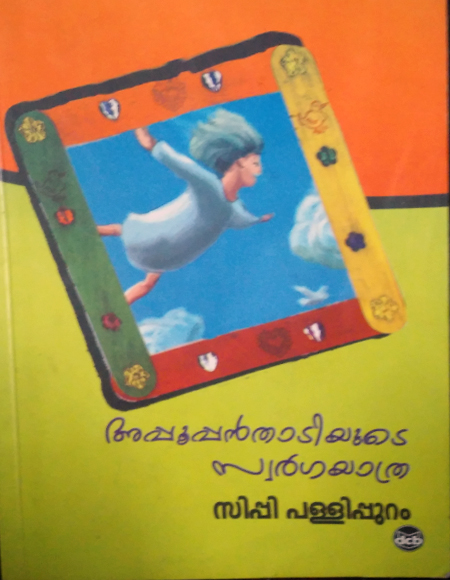 അപ്പൂപ്പൻതാടിയുടെ
സ്വർഗയാത്ര
സിപ്പി പള്ളിപ്പുറം
dcb